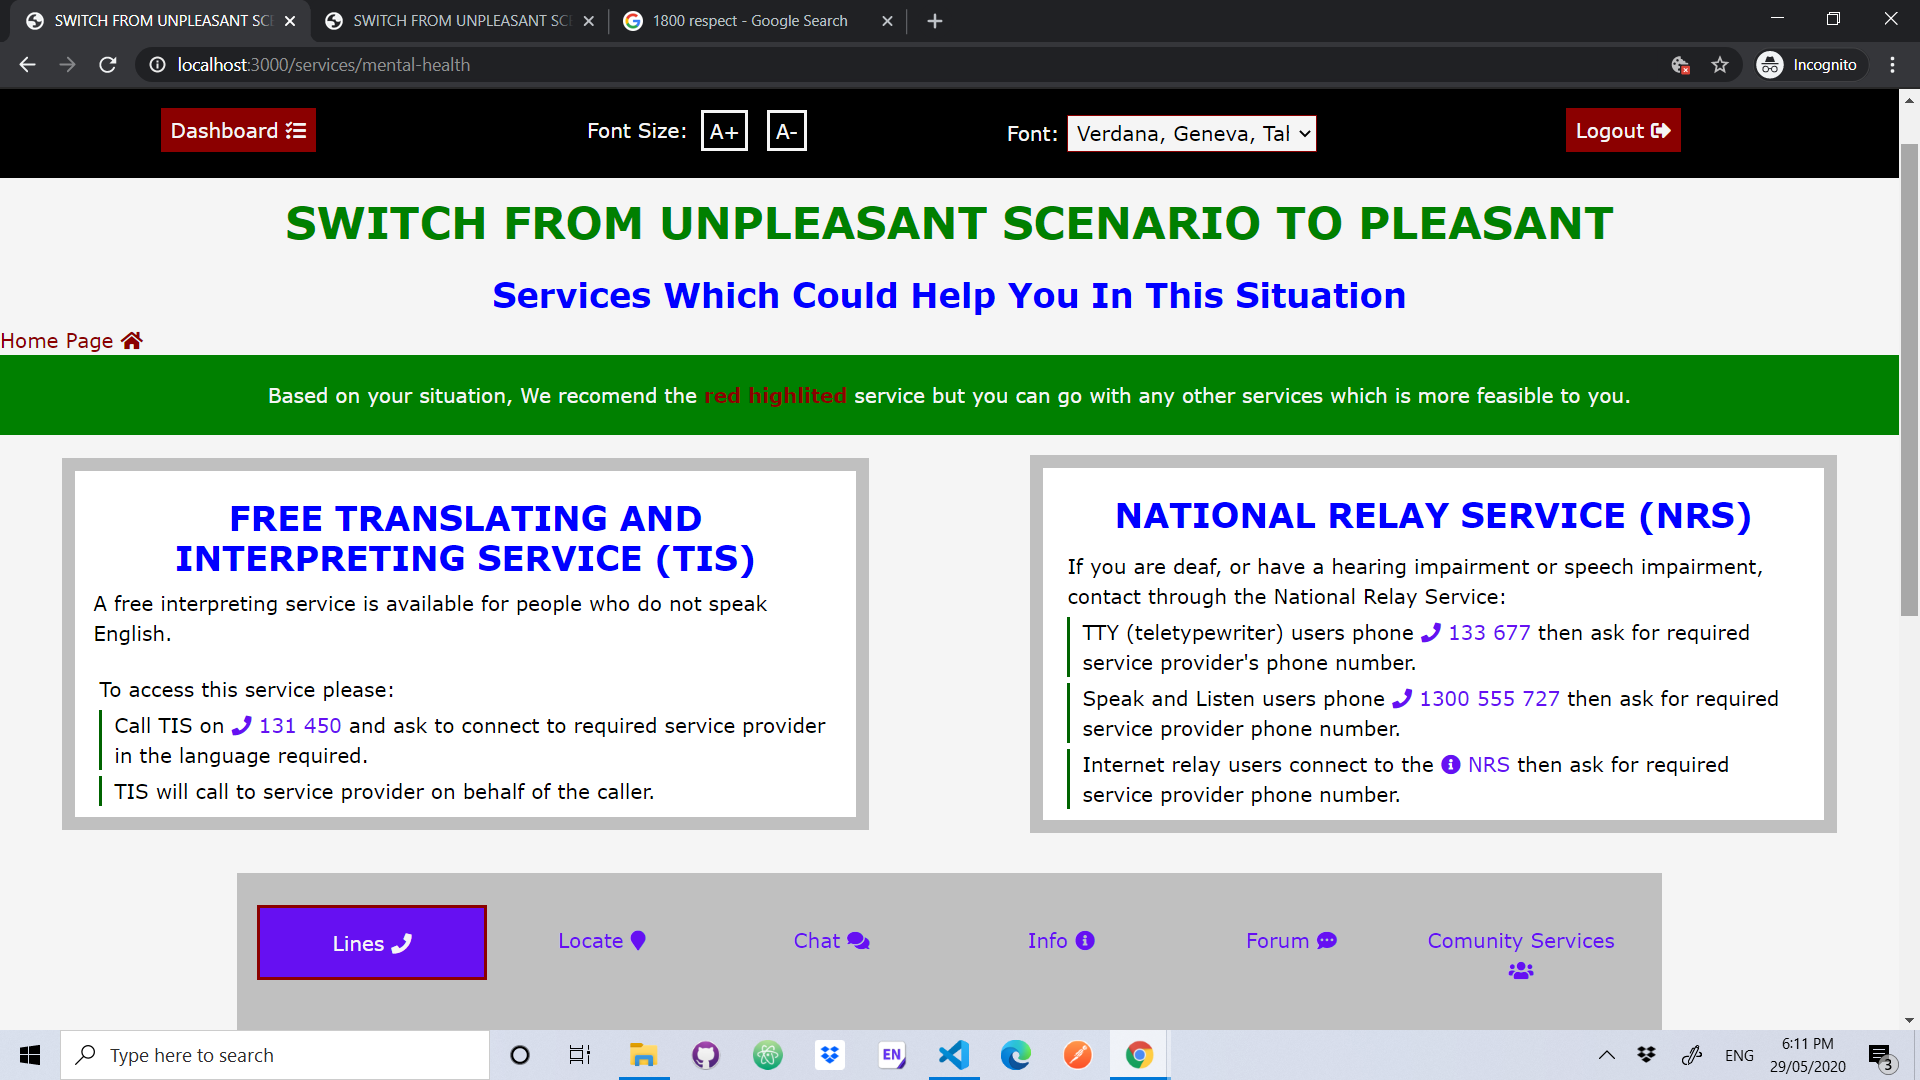 SWITCH FROM UNPLEASANT SCE
SWITCH FROM UNPLEASANT SC
1800 respect - Google Search
localhost:3000/services/mental-health
Incognito
Dashboard
Font Size:
A+
A-
Font:
Verdana, Geneva, Tal
Logout
SWITCH FROM UNPLEASANT SCENARIO TO PLEASANT
Services Which Could Help You In This Situation
Home Page
Based on your situation, We recomend the red highlited service but you can go with any other services which is more feasible to you.
FREE TRANSLATING AND
INTERPRETING SERVICE (TIS)
A free interpreting service is available for people who do not speak
English.
To access this service please:
Call TIS on 131 450 and ask to connect to required service provider
in the language required.
TIS will call to service provider on behalf of the caller.
NATIONAL RELAY SERVICE (NRS)
If you are deaf, or have a hearing impairment or speech impairment,
contact through the National Relay Service:
TTY (teletypewriter) users phone 133 677 then ask for required
service provider's phone number.
Speak and Listen users phone 1300 555 727 then ask for required
service provider phone number.
Internet relay users connect to the NRS then ask for required
service provider phone number.
Lines
Locate
Chat
Info
Forum
Comunity Services
Type here to search
EN
ENG
6:11 PM
29/05/2020
3